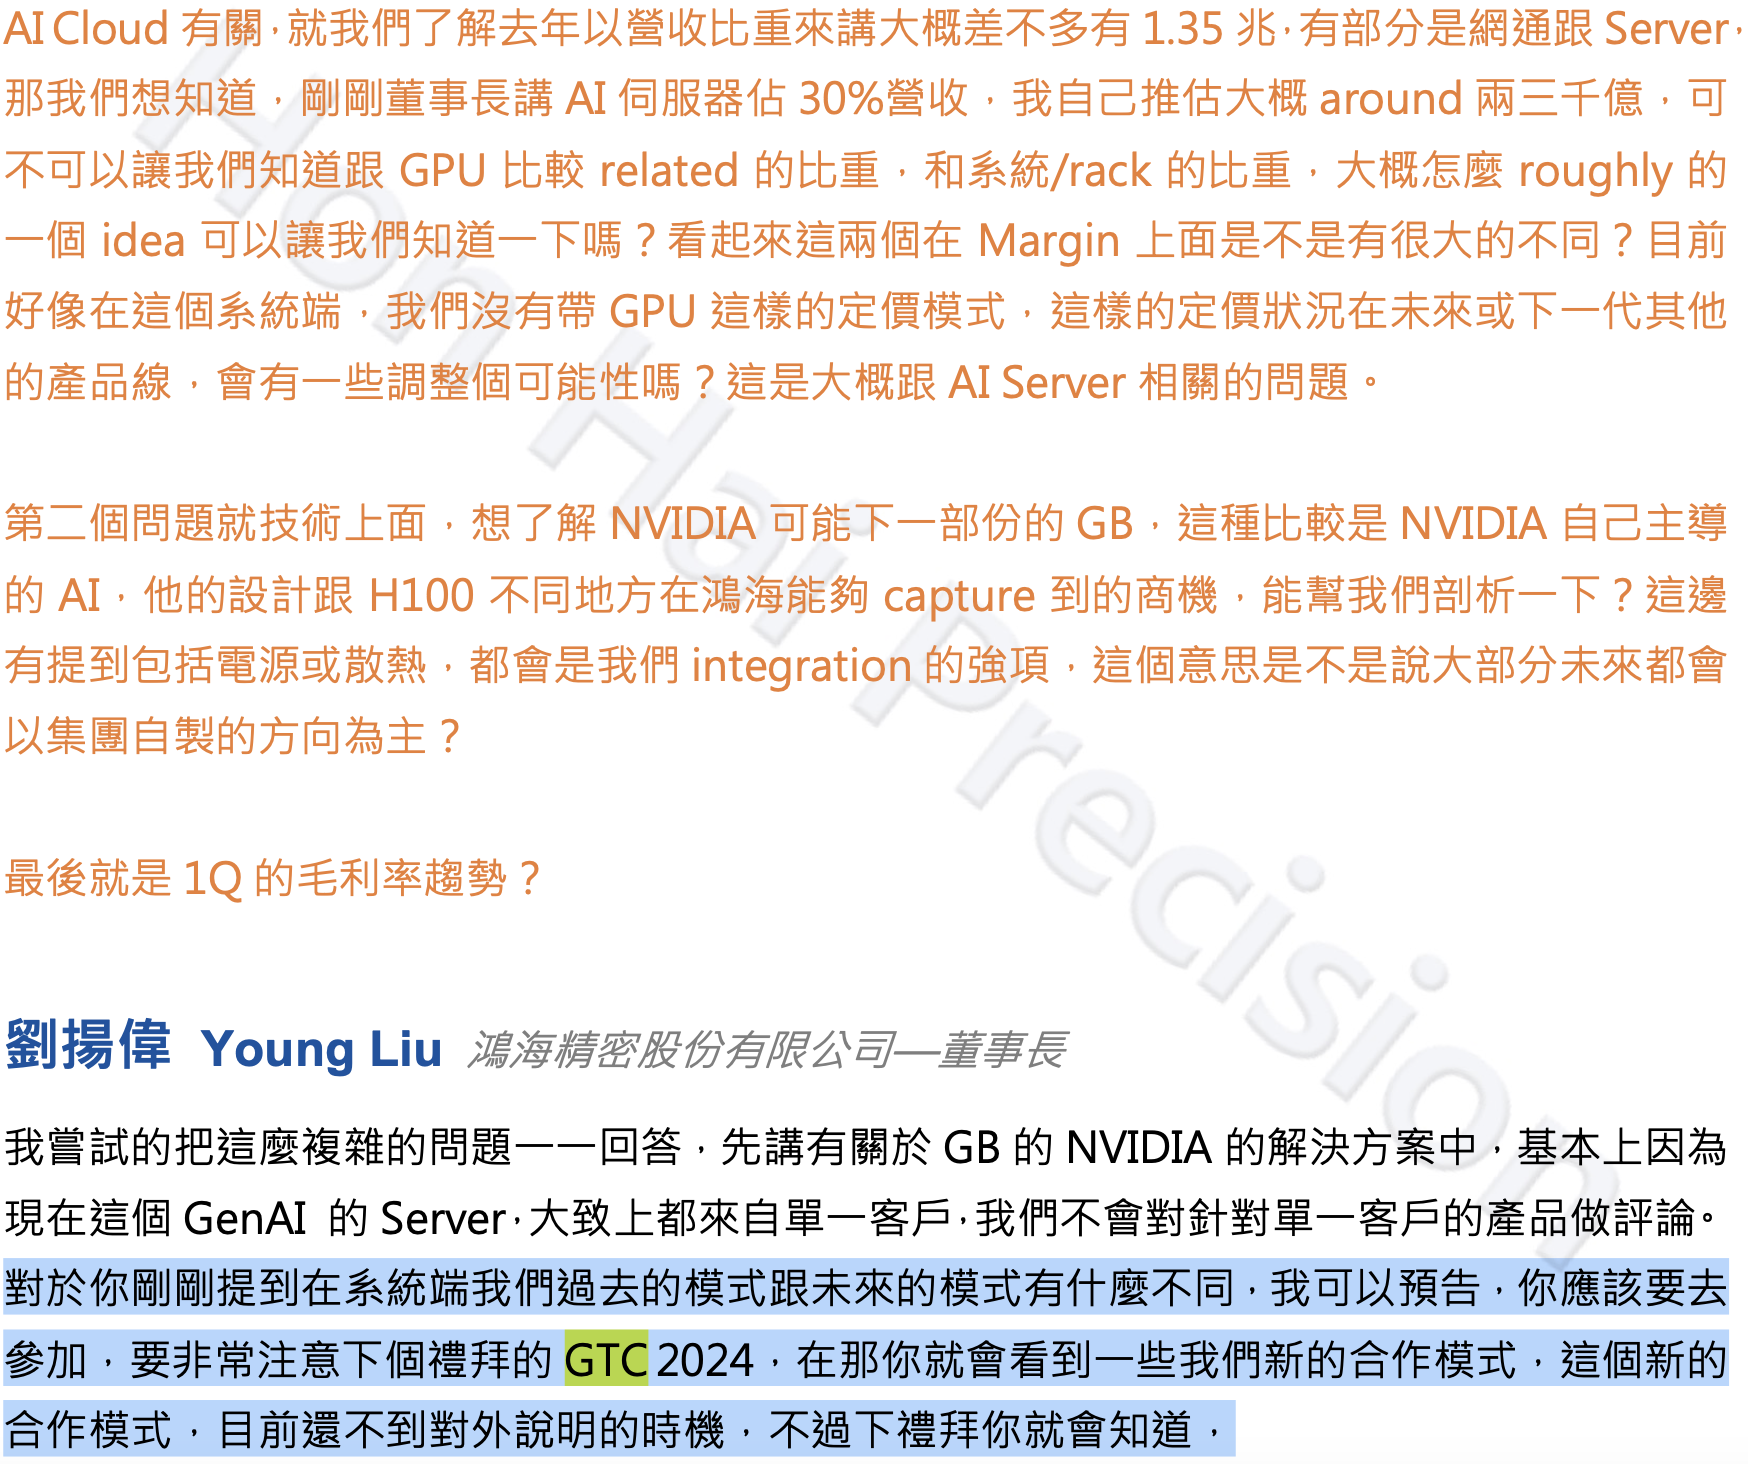 AI Cloud 有關，就我們了解去年以營收比重來講大概差不多有 1.35 兆，有部分是網通跟 Server，
那我們想知道，剛剛董事長講 AI 伺服器佔 30%營收，我自己推估大概 around 兩三千億，可
不可以讓我們知道跟 GPU 比較 related 的比重，和系統/rack 的比重，大概怎麼 roughly 的
一個 idea 可以讓我們知道一下嗎？看起來這兩個在 Margin 上面是不是有很大的不同？目前
好像在這個系統端，我們沒有帶 GPU 這樣的定價模式，這樣的定價狀況在未來或下一代其他
的產品線，會有一些調整個可能性嗎？這是大概跟 AI Server 相關的問題。
第二個問題就技術上面，想了解 NVIDIA 可能下一部份的 GB，這種比較是 NVIDIA 自己主導
的 AI，他的設計跟 H100 不同地方在鴻海能夠 capture 到的商機，能幫我們剖析一下？這邊
有提到包括電源或散熱，都會是我們 integration 的強項，這個意思是不是說大部分未來都會
以集團自製的方向為主？
最後就是 1Q 的毛利率趨勢？
劉揚偉 Young Liu 鴻海精密股份有限公司—董事長
我嘗試的把這麼複雜的問題一一回答，先講有關於 GB 的 NVIDIA 的解決方案中，基本上因為
現在這個 GenAI 的 Server，大致上都來自單一客戶，我們不會對針對單一客戶的產品做評論。
對於你剛剛提到在系統端我們過去的模式跟未來的模式有什麼不同，我可以預告，你應該要去
參加，要非常注意下個禮拜的 GTC 2024，在那你就會看到一些我們新的合作模式，這個新的
合作模式，目前還不到對外說明的時機，不過下禮拜你就會知道，
Hon Hai Precision